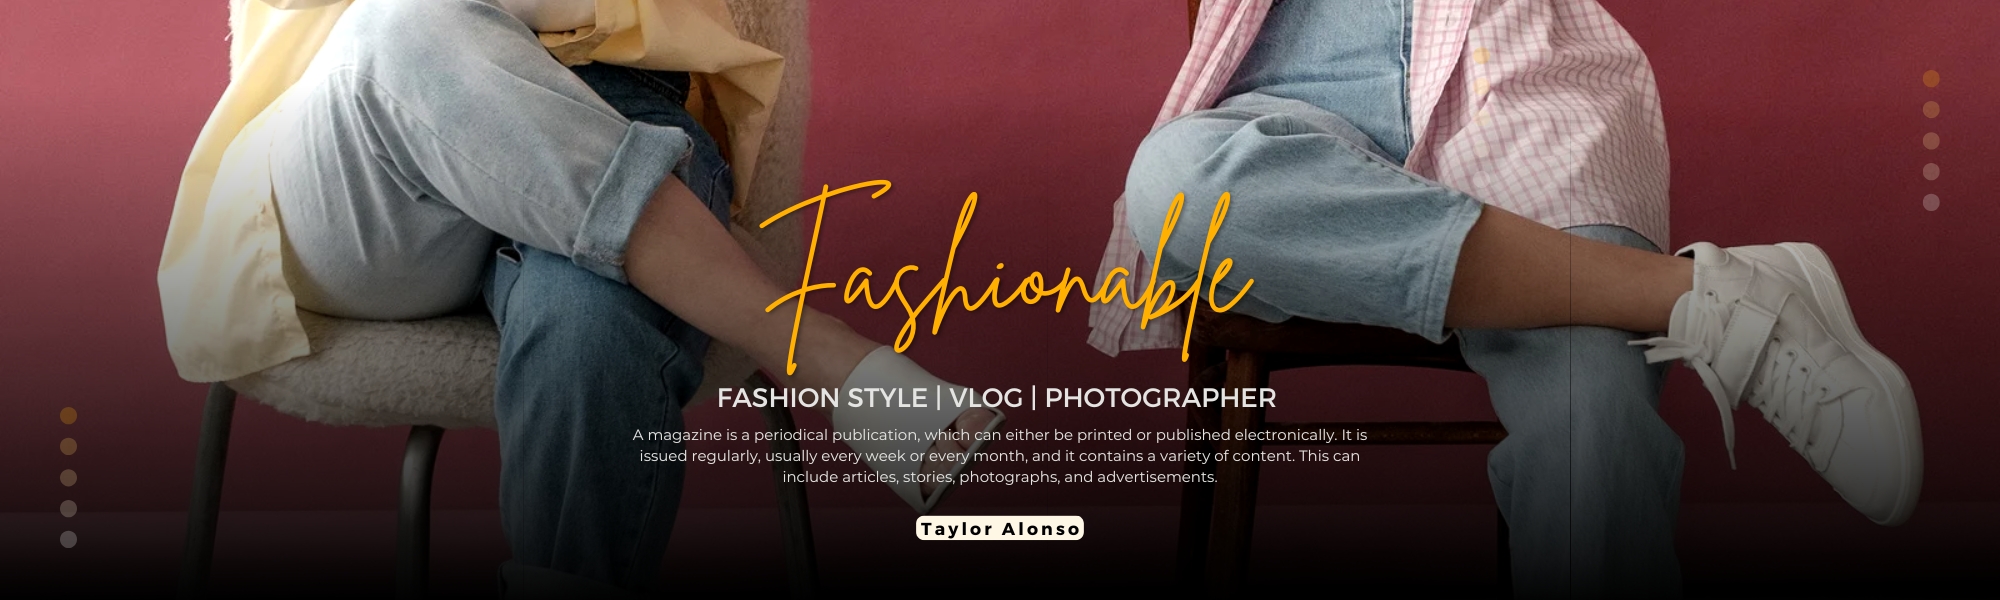 Fashionable
FASHION STYLE | VLOG | PHOTOGRAPHER
A magazine is a periodical publication, which can either be printed or published electronically. It is
issued regularly, usually every week or every month, and it contains a variety of content. This can
include articles, stories, photographs, and advertisements.
Taylor Alonso